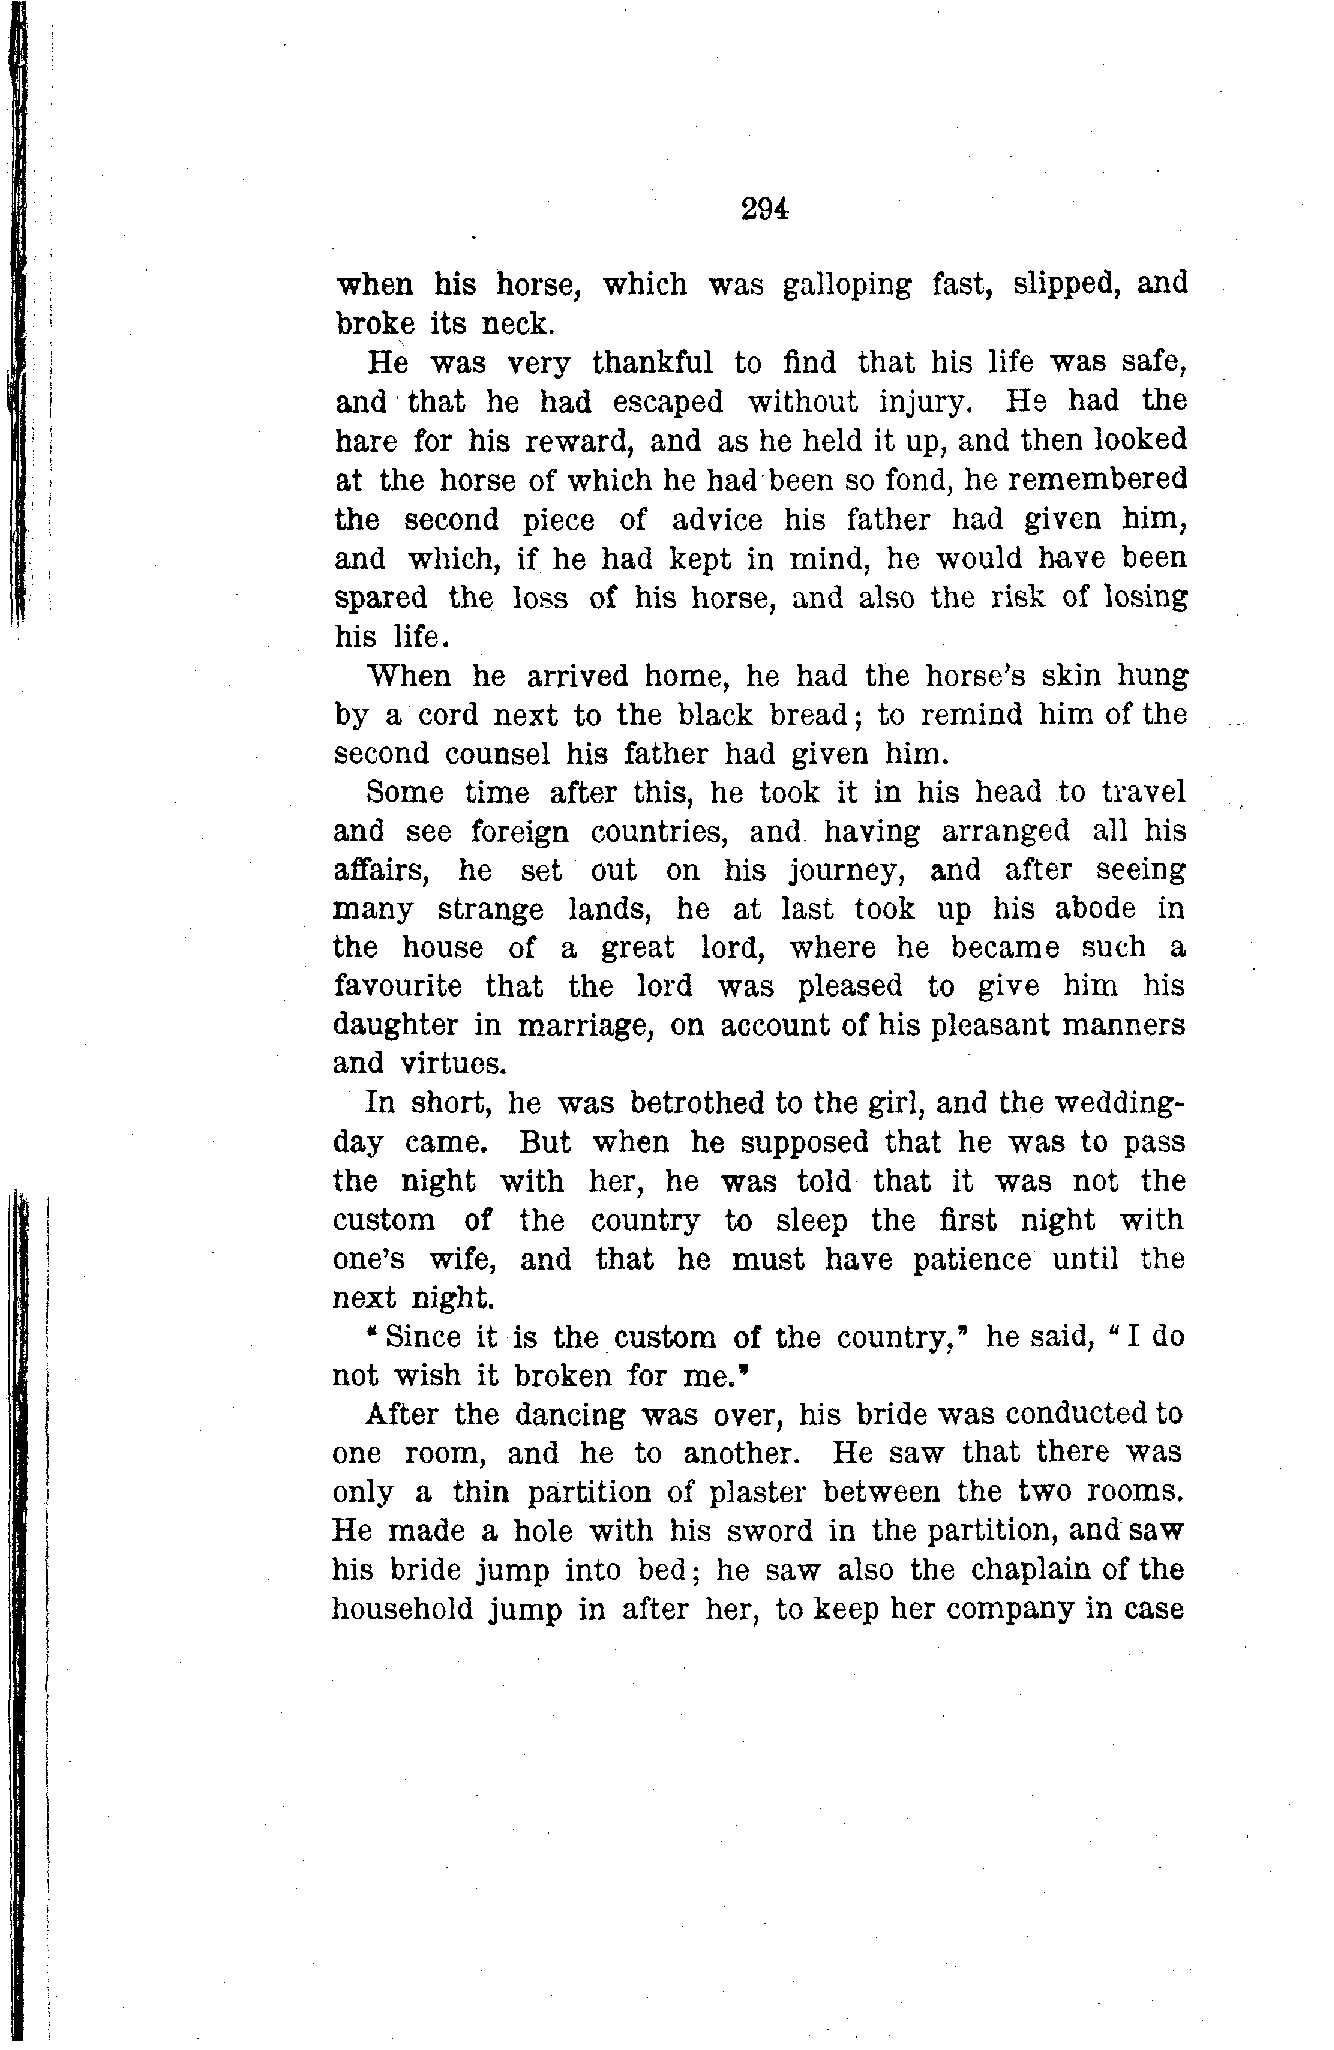 294
when his horse, which was galloping fast, slipped, and
broke its neck.
He was very thankful to find that his life was safe,
and that he had escaped without injury. He had the
hare for his reward, and as he held it up, and then looked
at the horse of which he had been so fond, he remembered
the second piece of advice his father had given him,
and which, if he had kept in mind, he would have been
spared the loss of his horse, and also the risk of losing
his life.
When he arrived home, he had the horse's skin hung
by a cord next to the black bread; to remind him of the
second counsel his father had given him.
Some time after this, he took it in his head to travel
and see foreign countries, and having arranged all his
affairs, he set out on his journey, and after seeing
many strange lands, he at last took up his abode in
the house of a great lord, where he became such a
favourite that the lord was pleased to give him his
daughter in marriage, on account of his pleasant manners
and virtues.
In short, he was betrothed to the girl, and the wedding-
day came. But when he supposed that he was to pass
the night with her, he was told that it was not the
custom of the country to sleep the first night with
one's wife, and that he must have patience until the
next night.
"Since it is the custom of the country," he said, "I do
not wish it broken for me."
After the dancing was over, his bride was conducted to
one room, and he to another. He saw that there was
only a thin partition of plaster between the two rooms.
He made a hole with his sword in the partition, and saw
his bride jump into bed; he saw also the chaplain of the
household jump in after her, to keep her company in case